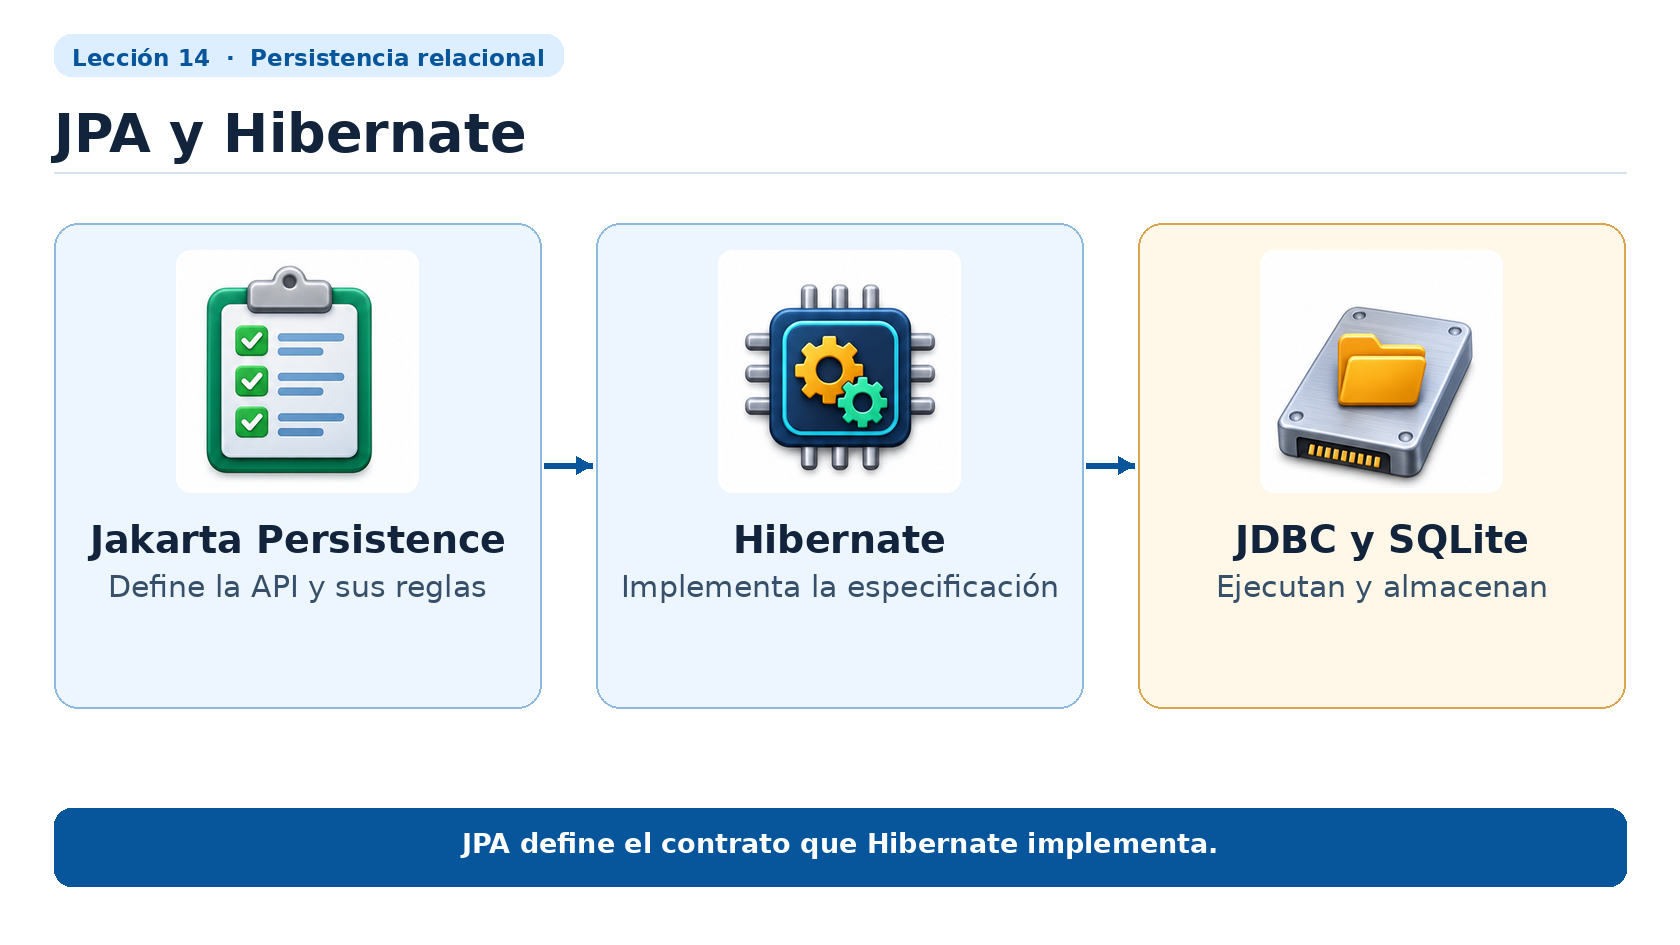 Lección 14 · Persistencia relacional
JPA y Hibernate
Jakarta Persistence
Define la API y sus reglas
Hibernate
Implementa la especificación
JDBC y SQLite
Ejecutan y almacenan
JPA define el contrato que Hibernate implementa.